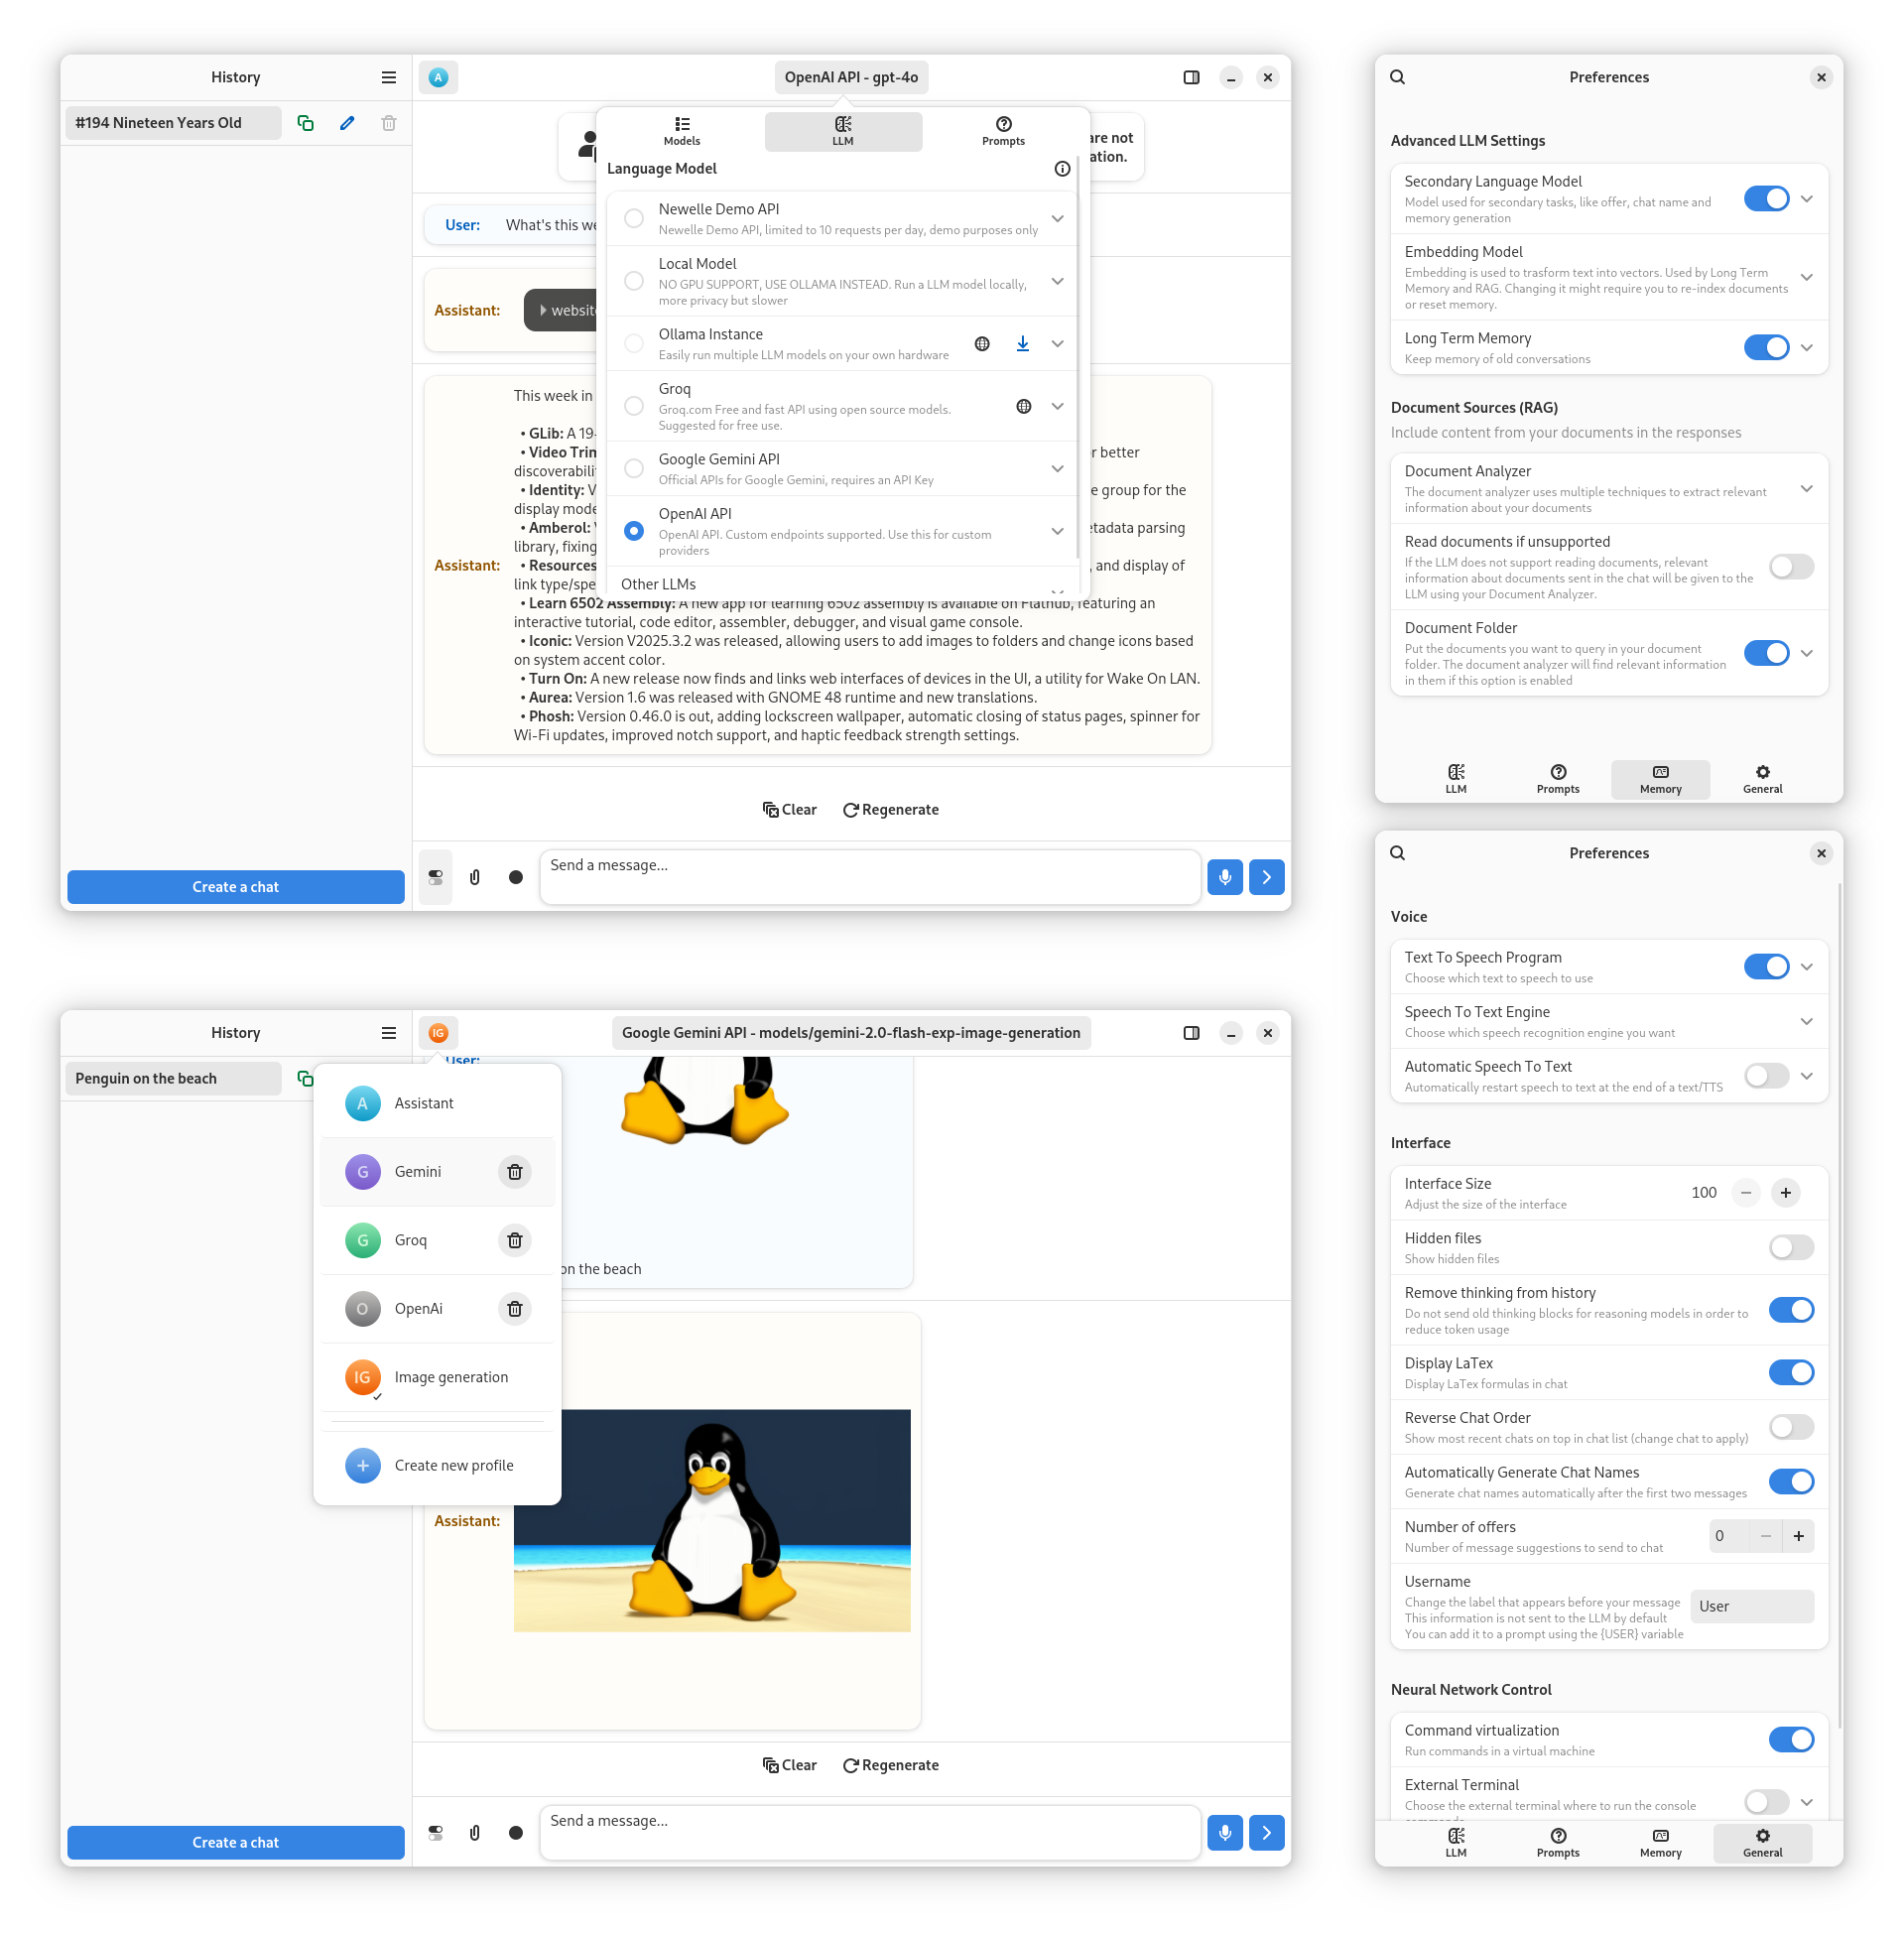 History
#194 Nineteen Years Old
Create a chat
A
OpenAI API - gpt-4o
are not
ation.
Models
LLM
Prompts
Language Model
Newelle Demo API
Newelle Demo API, limited to 10 requests per day, demo purposes only
Local Model
NO GPU SUPPORT, USE OLLAMA INSTEAD. Run a LLM model locally,
more privacy but slower
Ollama Instance
Easily run multiple LLM models on your own hardware
Groq
Groq.com Free and fast API using open source models.
Suggested for free use.
Google Gemini API
Official APIs for Google Gemini, requires an API Key
OpenAI API
OpenAI API. Custom endpoints supported. Use this for custom
providers
Other LLMs
User: What's this we
Assistant: websit
Assistant:
This week in
• GLib: A 19-
• Video Trim r better
discoverabili
• Identity: V e group for the
display mode
• Amberol: V etadata parsing
library, fixing
• Resources , and display of
link type/spe
• Learn 6502 Assembly: A new app for learning 6502 assembly is available on Flathub, featuring an
interactive tutorial, code editor, assembler, debugger, and visual game console.
• Iconic: Version V2025.3.2 was released, allowing users to add images to folders and change icons based
on system accent color.
• Turn On: A new release now finds and links web interfaces of devices in the UI, a utility for Wake On LAN.
• Aurea: Version 1.6 was released with GNOME 48 runtime and new translations.
• Phosh: Version 0.46.0 is out, adding lockscreen wallpaper, automatic closing of status pages, spinner for
Wi-Fi updates, improved notch support, and haptic feedback strength settings.
Clear Regenerate
Send a message...
Preferences
Advanced LLM Settings
Secondary Language Model
Model used for secondary tasks, like offer, chat name and
memory generation
Embedding Model
Embedding is used to trasform text into vectors. Used by Long Term
Memory and RAG. Changing it might require you to re-index documents
or reset memory.
Long Term Memory
Keep memory of old conversations
Document Sources (RAG)
Include content from your documents in the responses
Document Analyzer
The document analyzer uses multiple techniques to extract relevant
information about your documents
Read documents if unsupported
If the LLM does not support reading documents, relevant
information about documents sent in the chat will be given to the
LLM using your Document Analyzer.
Document Folder
Put the documents you want to query in your document
folder. The document analyzer will find relevant information
in them if this option is enabled
LLM
Prompts
Memory
General
History
Penguin on the beach
Create a chat
IG
Google Gemini API - models/gemini-2.0-flash-exp-image-generation
User:
A Assistant
G Gemini
G Groq
O OpenAi
IG Image generation
+ Create new profile
on the beach
Assistant:
Clear Regenerate
Send a message...
Preferences
Voice
Text To Speech Program
Choose which text to speech to use
Speech To Text Engine
Choose which speech recognition engine you want
Automatic Speech To Text
Automatically restart speech to text at the end of a text/TTS
Interface
Interface Size 100
Adjust the size of the interface
Hidden files
Show hidden files
Remove thinking from history
Do not send old thinking blocks for reasoning models in order to
reduce token usage
Display LaTex
Display LaTex formulas in chat
Reverse Chat Order
Show most recent chats on top in chat list (change chat to apply)
Automatically Generate Chat Names
Generate chat names automatically after the first two messages
Number of offers 0
Number of message suggestions to send to chat
Username
Change the label that appears before your message
This information is not sent to the LLM by default
You can add it to a prompt using the {USER} variable
User
Neural Network Control
Command virtualization
Run commands in a virtual machine
External Terminal
Choose the external terminal where to run the console
LLM
Prompts
Memory
General